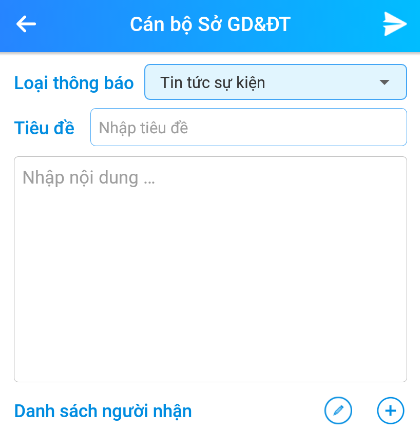 Cán bộ Sở GD&ĐT
Loại thông báo Tin tức sự kiện
Tiêu đề Nhập tiêu đề
Nhập nội dung ...
Danh sách người nhận